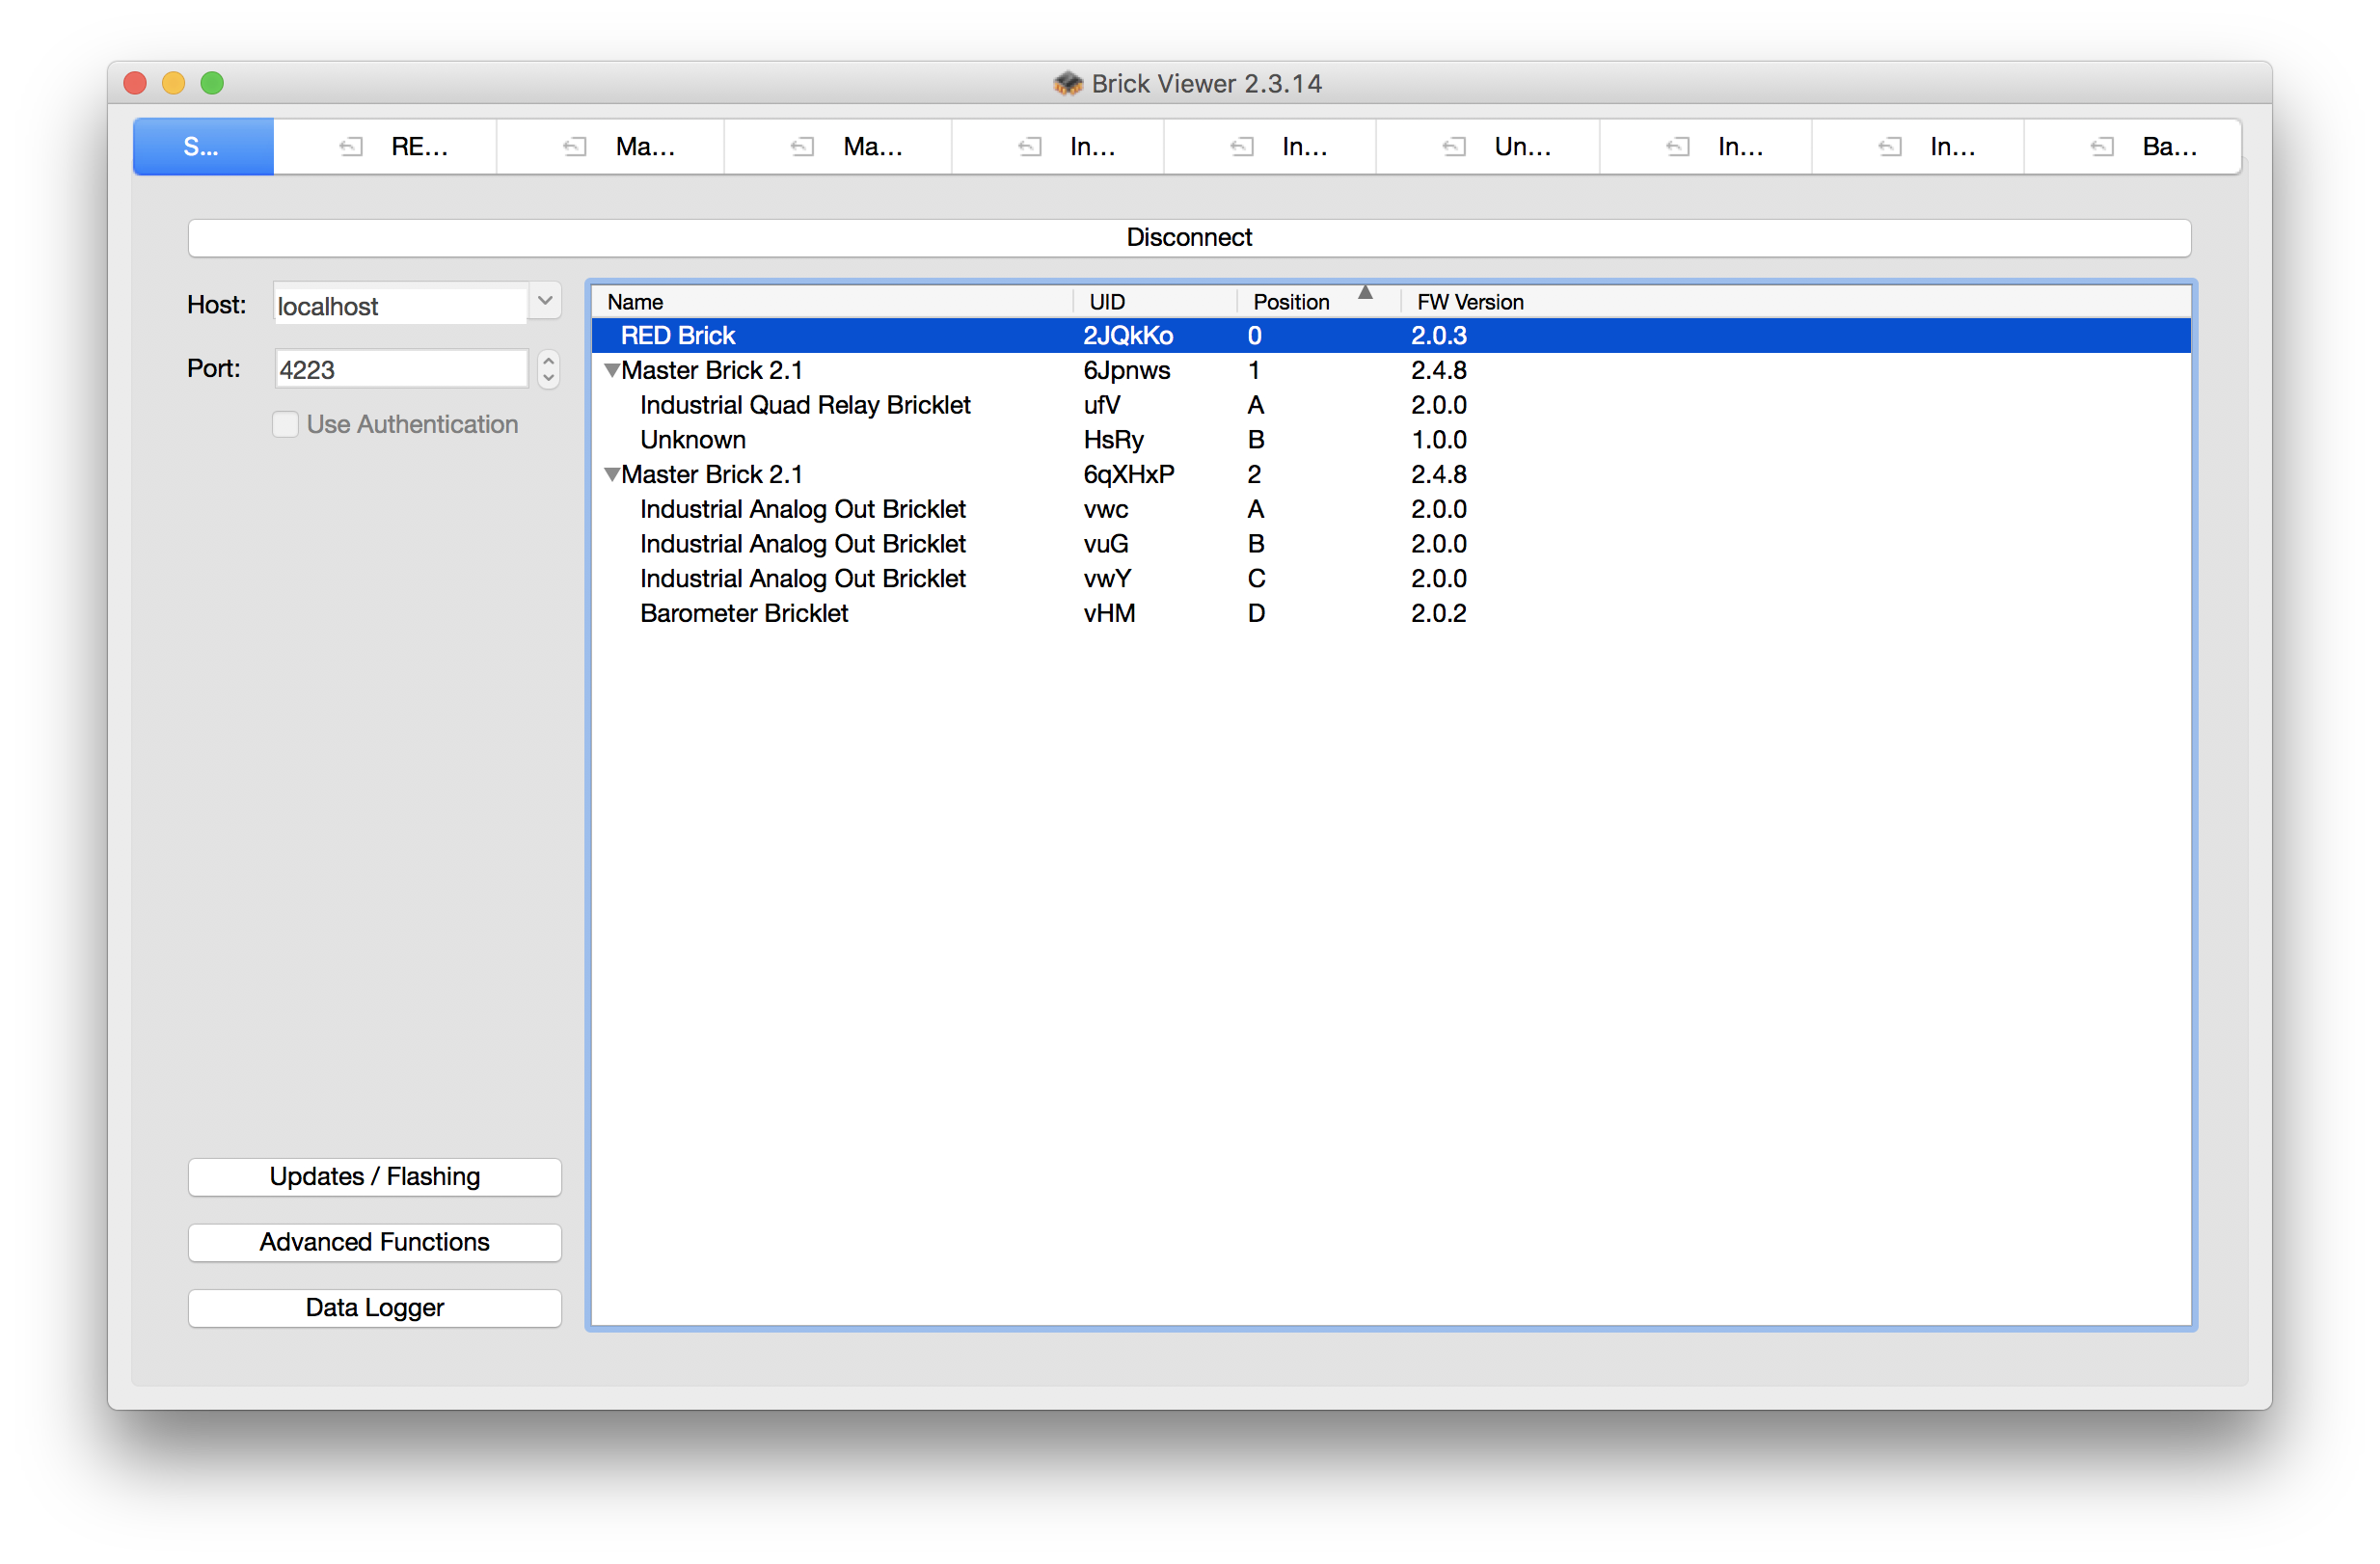 Brick Viewer 2.3.14
S... RE... Ma... Ma... In... In... Un... In... In... Ba...
Disconnect
Host: localhost
Port: 4223
Use Authentication
Name UID Position FW Version
RED Brick 2JQkKo 0 2.0.3
Master Brick 2.1 6Jpnws 1 2.4.8
Industrial Quad Relay Bricklet ufV A 2.0.0
Unknown HsRy B 1.0.0
Master Brick 2.1 6qXHxP 2 2.4.8
Industrial Analog Out Bricklet vwc A 2.0.0
Industrial Analog Out Bricklet vuG B 2.0.0
Industrial Analog Out Bricklet vwY C 2.0.0
Barometer Bricklet vHM D 2.0.2
Updates / Flashing
Advanced Functions
Data Logger